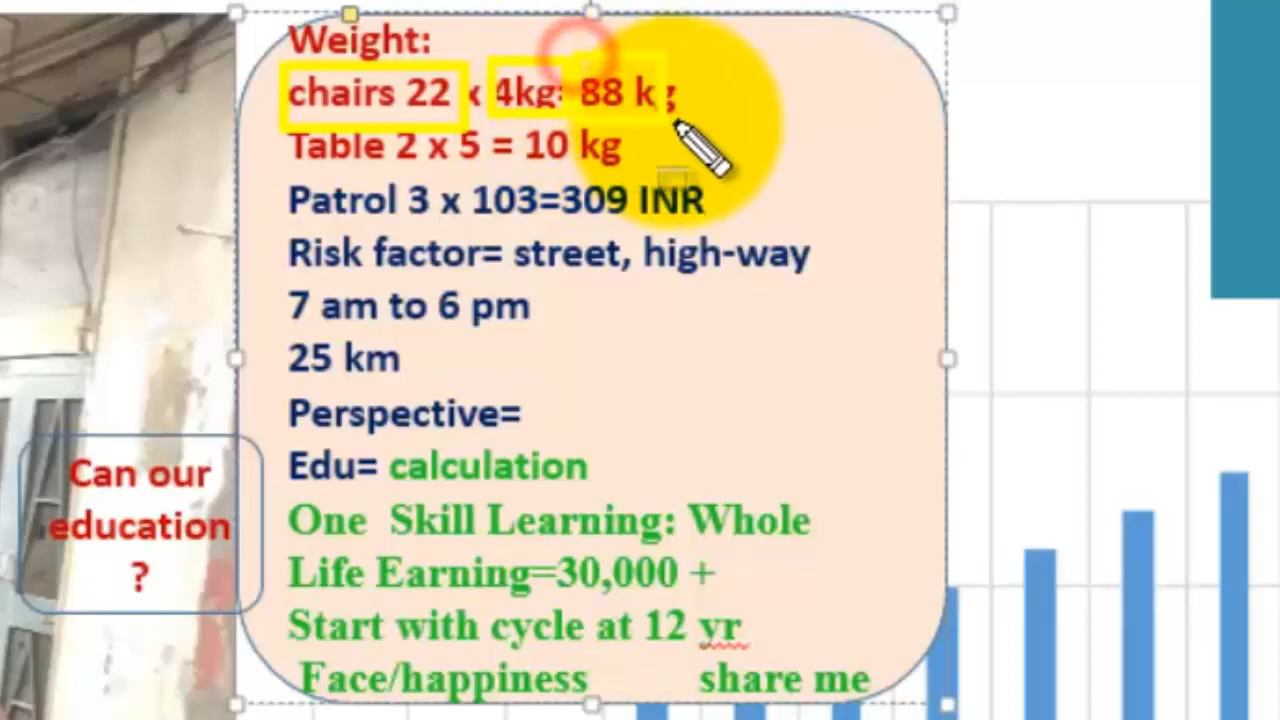 Weight:
chairs 22 x 4kg= 88 kg
Table 2 x 5 = 10 kg
Patrol 3 x 103=309 INR
Risk factor= street, high-way
7 am to 6 pm
25 km
Perspective=
Edu= calculation
One Skill Learning: Whole
Life Earning=30,000 +
Start with cycle at 12 yr
Face/happiness share me
Can our
education
?